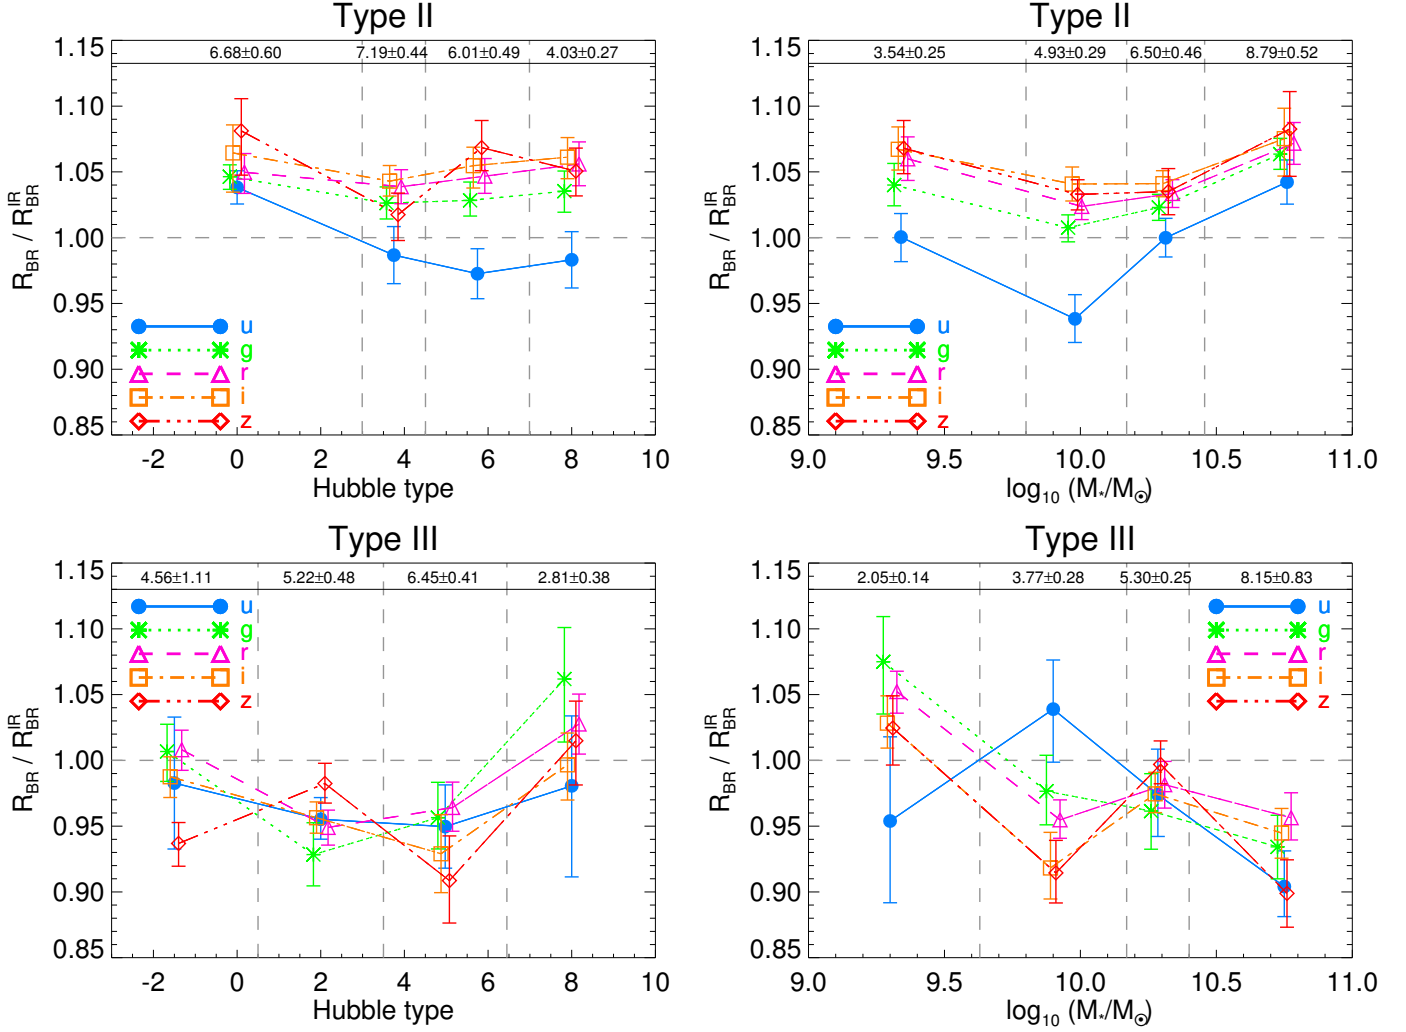 Type II
1.15
6.68±0.60 7.19±0.44 6.01±0.49 4.03±0.27
1.10
1.05
1.00
0.95
0.90
0.85
R_BR / R_BR^IR
u
g
r
i
z
-2 0 2 4 6 8 10
Hubble type
Type II
1.15
3.54±0.25 4.93±0.29 6.50±0.46 8.79±0.52
1.10
1.05
1.00
0.95
0.90
0.85
R_BR / R_BR^IR
u
g
r
i
z
9.0 9.5 10.0 10.5 11.0
log₁₀ (M*/M☉)
Type III
1.15
4.56±1.11 5.22±0.48 6.45±0.41 2.81±0.38
1.10
1.05
1.00
0.95
0.90
0.85
R_BR / R_BR^IR
u
g
r
i
z
-2 0 2 4 6 8 10
Hubble type
Type III
1.15
2.05±0.14 3.77±0.28 5.30±0.25 8.15±0.83
1.10
1.05
1.00
0.95
0.90
0.85
R_BR / R_BR^IR
u
g
r
i
z
9.0 9.5 10.0 10.5 11.0
log₁₀ (M*/M☉)